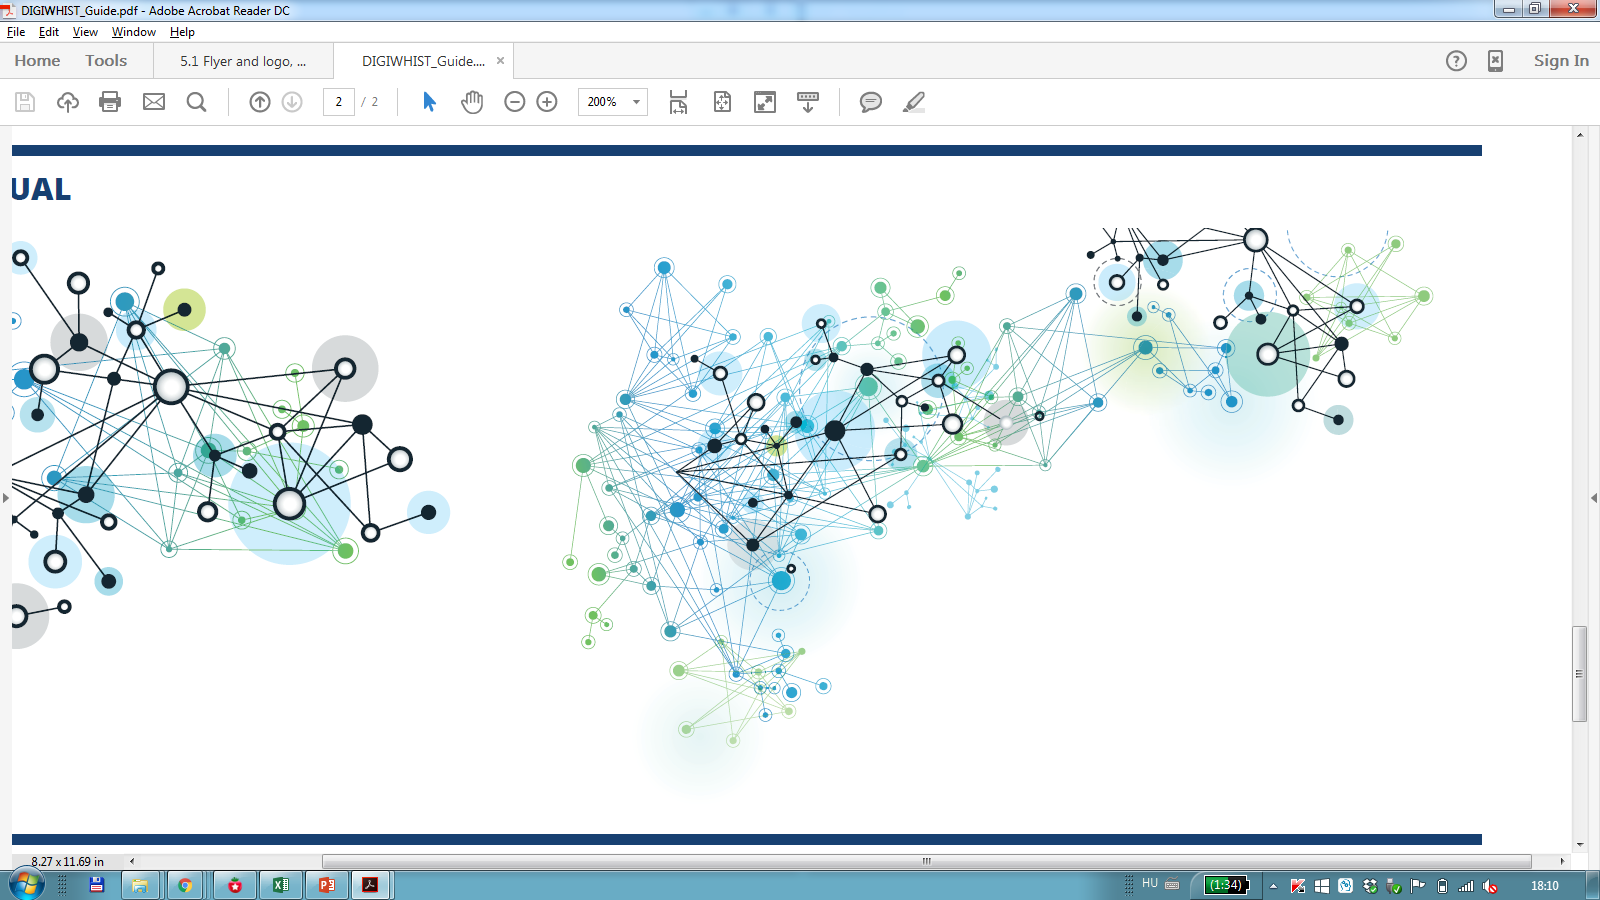 DIGIWHIST_Guide.pdf - Adobe Acrobat Reader DC
File Edit View Window Help
Home Tools 5.1 Flyer and logo, ... DIGIWHIST_Guide.... × Sign In
2 / 2 200%
UAL
8.27 x 11.69 in
HU (1:34) 18:10